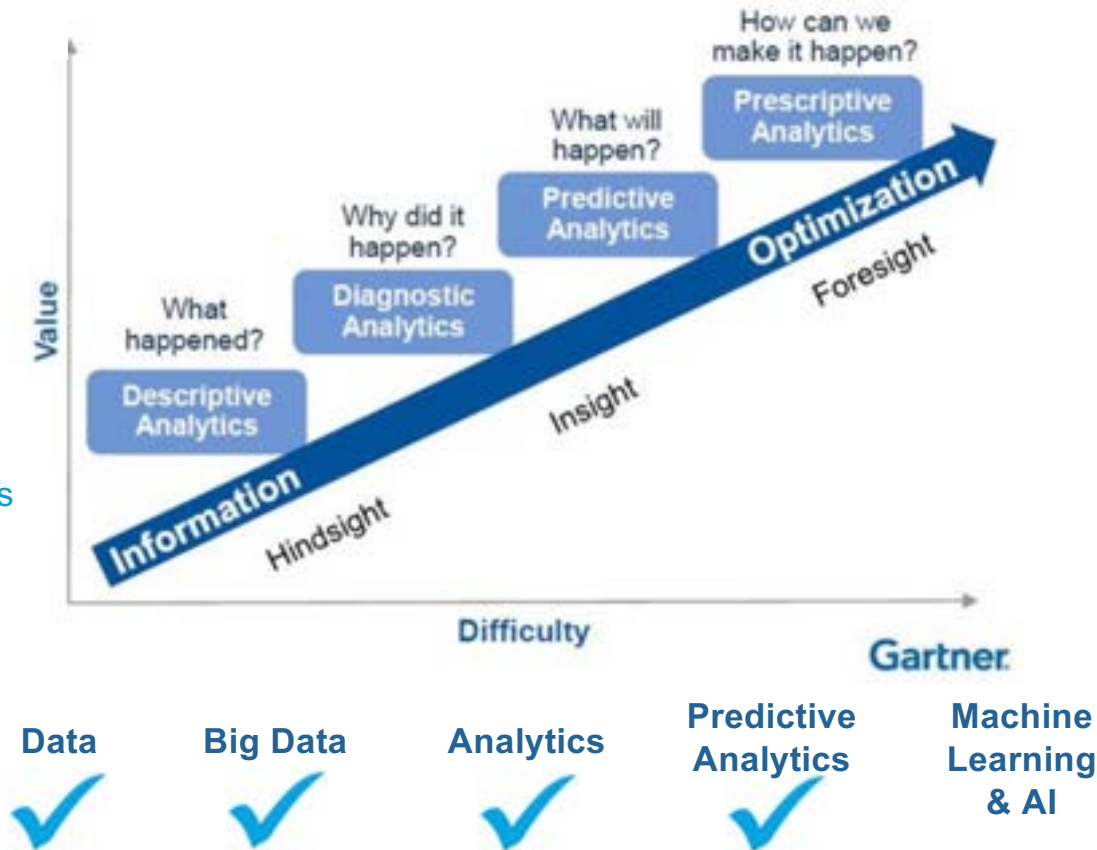 How can we
make it happen?
Prescriptive
Analytics
What will
happen?
Predictive
Analytics
Why did it
happen?
Diagnostic
Analytics
What
happened?
Descriptive
Analytics
Value
s
Information
Optimization
Hindsight
Insight
Foresight
Difficulty
Gartner
Data
Big Data
Analytics
Predictive
Analytics
Machine
Learning
& AI